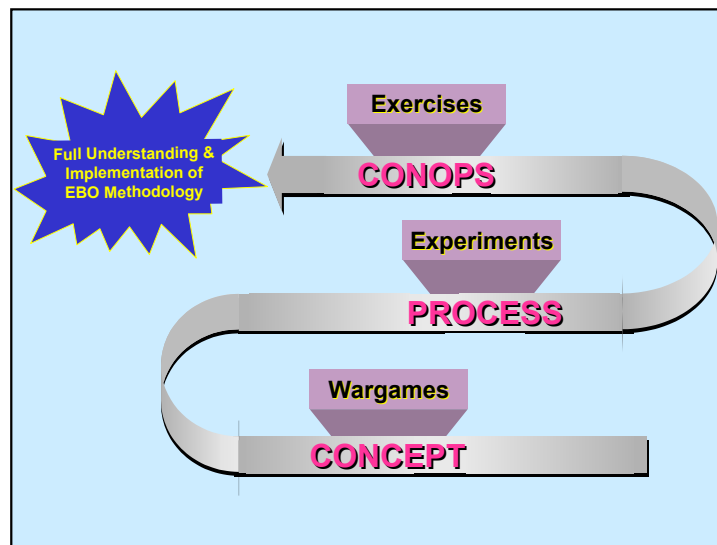 Exercises
Full Understanding &
Implementation of
EBO Methodology
CONOPS
Experiments
PROCESS
Wargames
CONCEPT